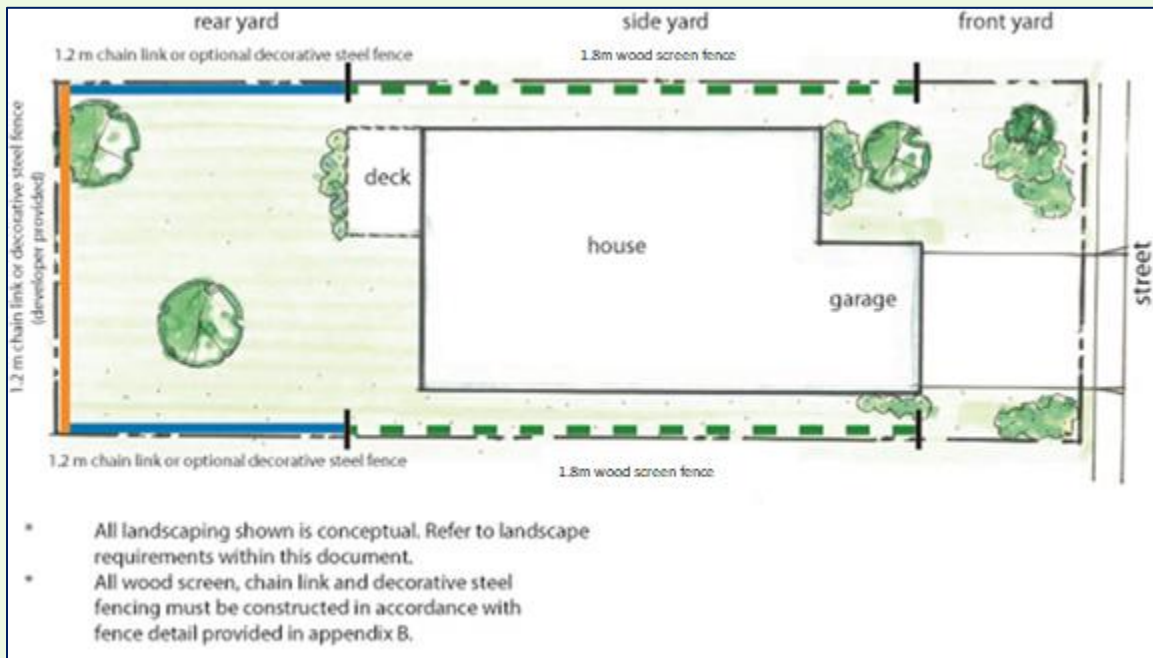 rear yard
side yard
front yard
1.2 m chain link or optional decorative steel fence
1.8m wood screen fence
1.2 m chain link or decorative steel fence
(developer provided)
deck
house
garage
street
1.2 m chain link or optional decorative steel fence
1.8m wood screen fence
* All landscaping shown is conceptual. Refer to landscape
requirements within this document.
* All wood screen, chain link and decorative steel
fencing must be constructed in accordance with
fence detail provided in appendix B.